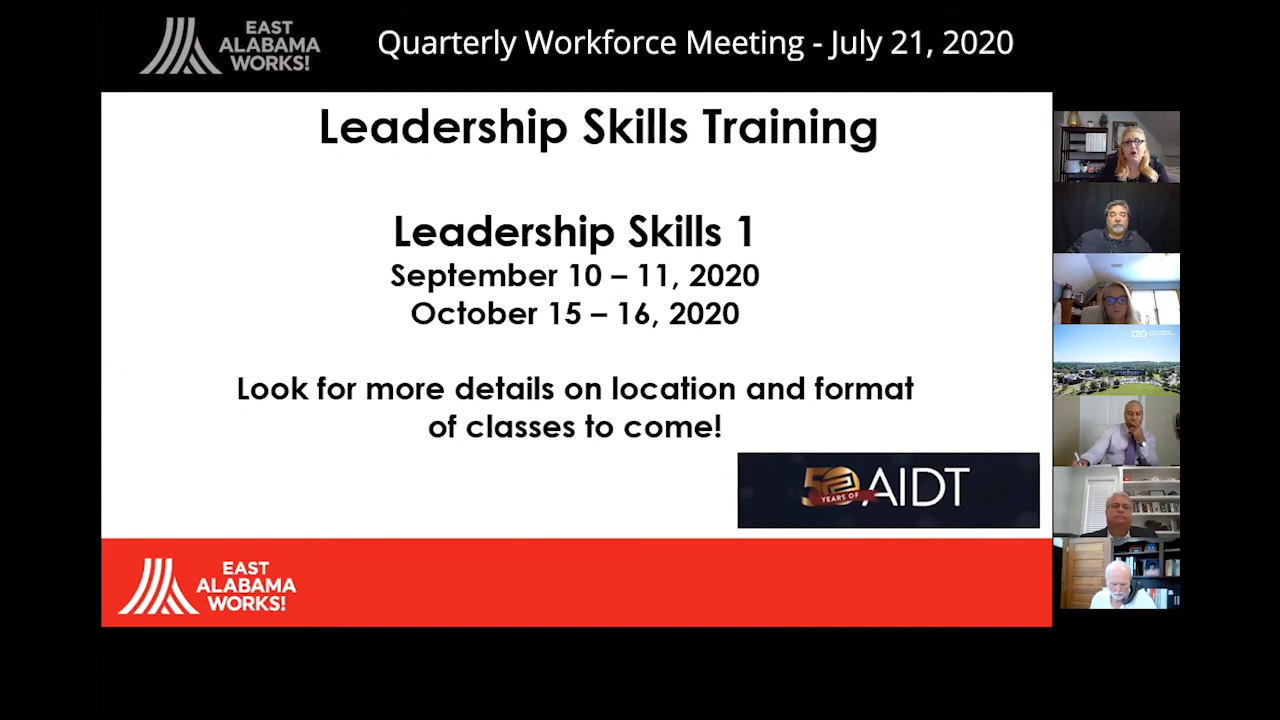 EAST
ALABAMA
WORKS!
Quarterly Workforce Meeting - July 21, 2020
Leadership Skills Training
Leadership Skills 1
September 10 – 11, 2020
October 15 – 16, 2020
Look for more details on location and format
of classes to come!
50
YEARS OF
AIDT
EAST
ALABAMA
WORKS!
CEO